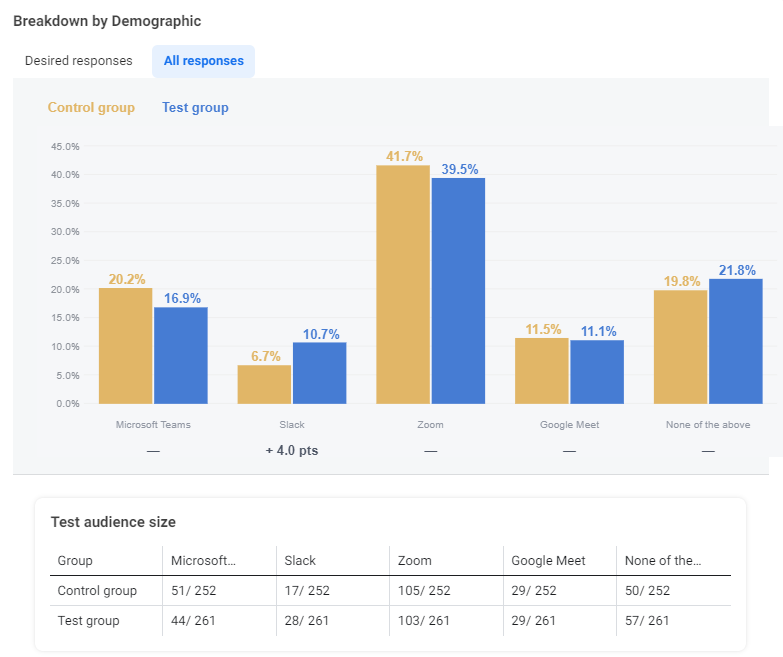 Breakdown by Demographic
Desired responses All responses
Control group Test group
45.0%
40.0%
35.0%
30.0%
25.0%
20.0%
15.0%
10.0%
5.0%
0.0%
20.2% 16.9% 6.7% 10.7% 41.7% 39.5% 11.5% 11.1% 19.8% 21.8%
Microsoft Teams Slack Zoom Google Meet None of the above
— + 4.0 pts — — —
Test audience size
Group Microsoft... Slack Zoom Google Meet None of the...
Control group 51/ 252 17/ 252 105/ 252 29/ 252 50/ 252
Test group 44/ 261 28/ 261 103/ 261 29/ 261 57/ 261